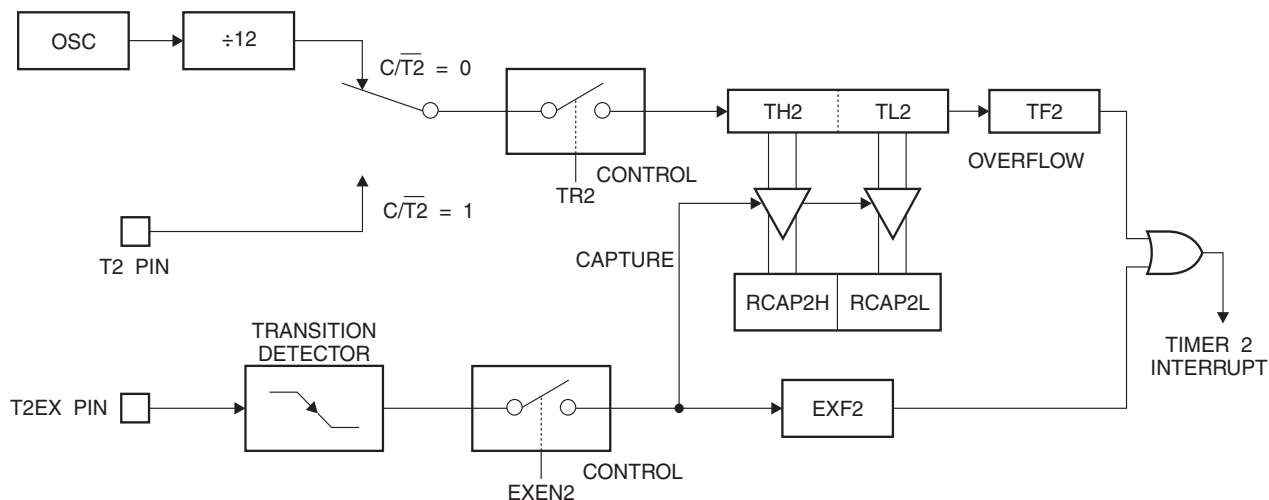 OSC
÷12
C/T2̅ = 0
TH2
TL2
TF2
OVERFLOW
CONTROL
TR2
C/T2̅ = 1
T2 PIN
CAPTURE
RCAP2H
RCAP2L
TRANSITION
DETECTOR
TIMER 2
INTERRUPT
T2EX PIN
EXF2
CONTROL
EXEN2